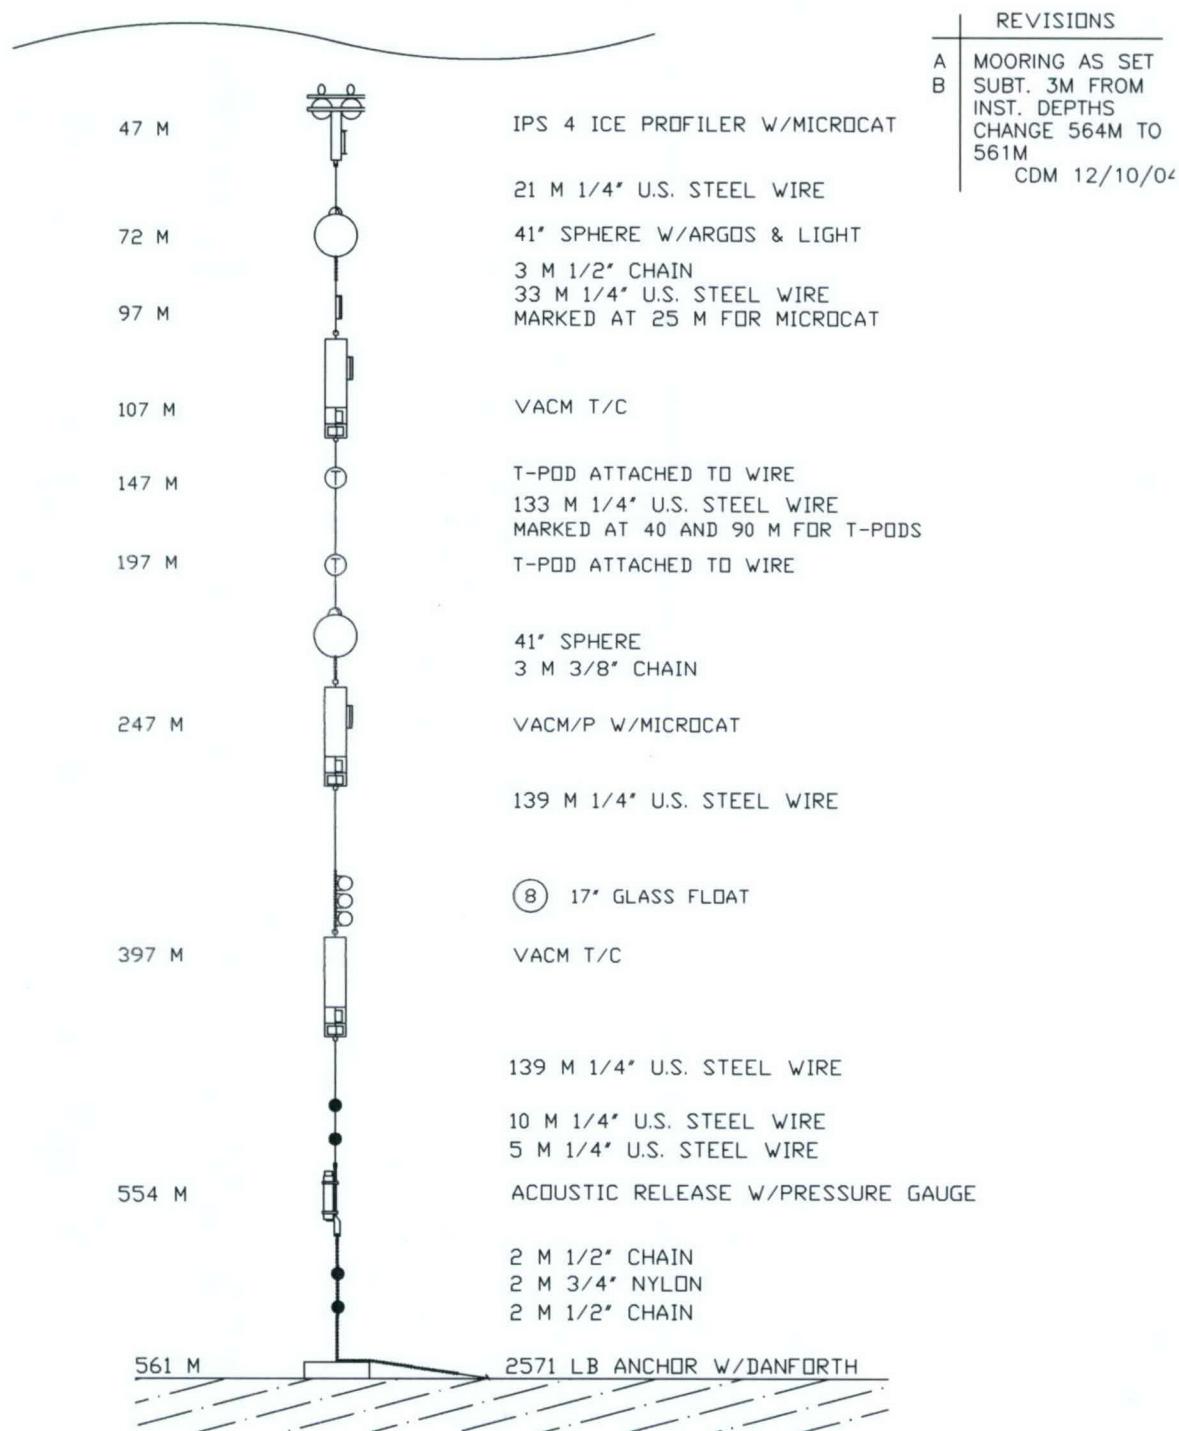 REVISIONS
A MOORING AS SET
B SUBT. 3M FROM
INST. DEPTHS
CHANGE 564M TO
561M
CDM 12/10/04
47 M IPS 4 ICE PROFILER W/MICROCAT
21 M 1/4" U.S. STEEL WIRE
72 M 41" SPHERE W/ARGOS & LIGHT
3 M 1/2" CHAIN
33 M 1/4" U.S. STEEL WIRE
97 M MARKED AT 25 M FOR MICROCAT
107 M VACM T/C
T
147 M T-POD ATTACHED TO WIRE
133 M 1/4" U.S. STEEL WIRE
MARKED AT 40 AND 90 M FOR T-PODS
T
197 M T-POD ATTACHED TO WIRE
41" SPHERE
3 M 3/8" CHAIN
247 M VACM/P W/MICROCAT
139 M 1/4" U.S. STEEL WIRE
8 17" GLASS FLOAT
397 M VACM T/C
139 M 1/4" U.S. STEEL WIRE
10 M 1/4" U.S. STEEL WIRE
5 M 1/4" U.S. STEEL WIRE
554 M ACOUSTIC RELEASE W/PRESSURE GAUGE
2 M 1/2" CHAIN
2 M 3/4" NYLON
2 M 1/2" CHAIN
561 M 2571 LB ANCHOR W/DANFORTH